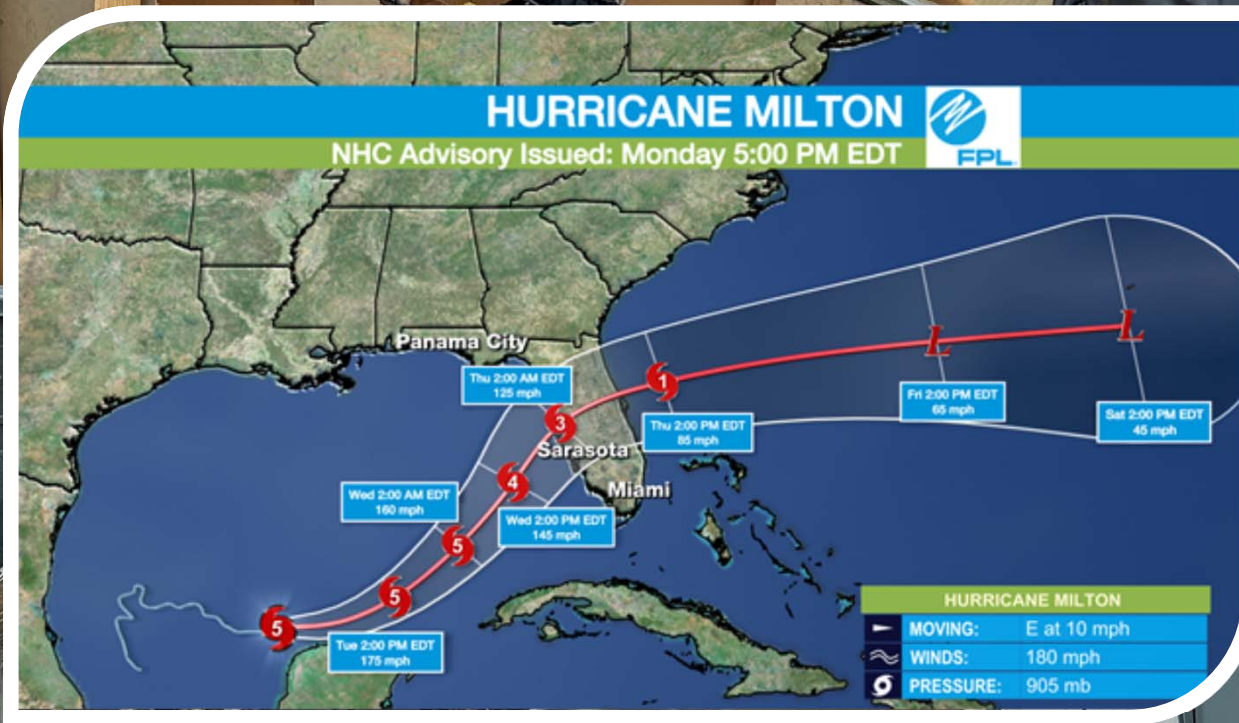 HURRICANE MILTON
FPL
NHC Advisory Issued: Monday 5:00 PM EDT
Panama City
Thu 2:00 AM EDT
125 mph
1
L
L
3
Fri 2:00 PM EDT
65 mph
Sat 2:00 PM EDT
45 mph
Thu 2:00 PM EDT
85 mph
Sarasota
4
Miami
Wed 2:00 AM EDT
160 mph
Wed 2:00 PM EDT
145 mph
5
5
5
Tue 2:00 PM EDT
175 mph
HURRICANE MILTON
MOVING: E at 10 mph
WINDS: 180 mph
PRESSURE: 905 mb